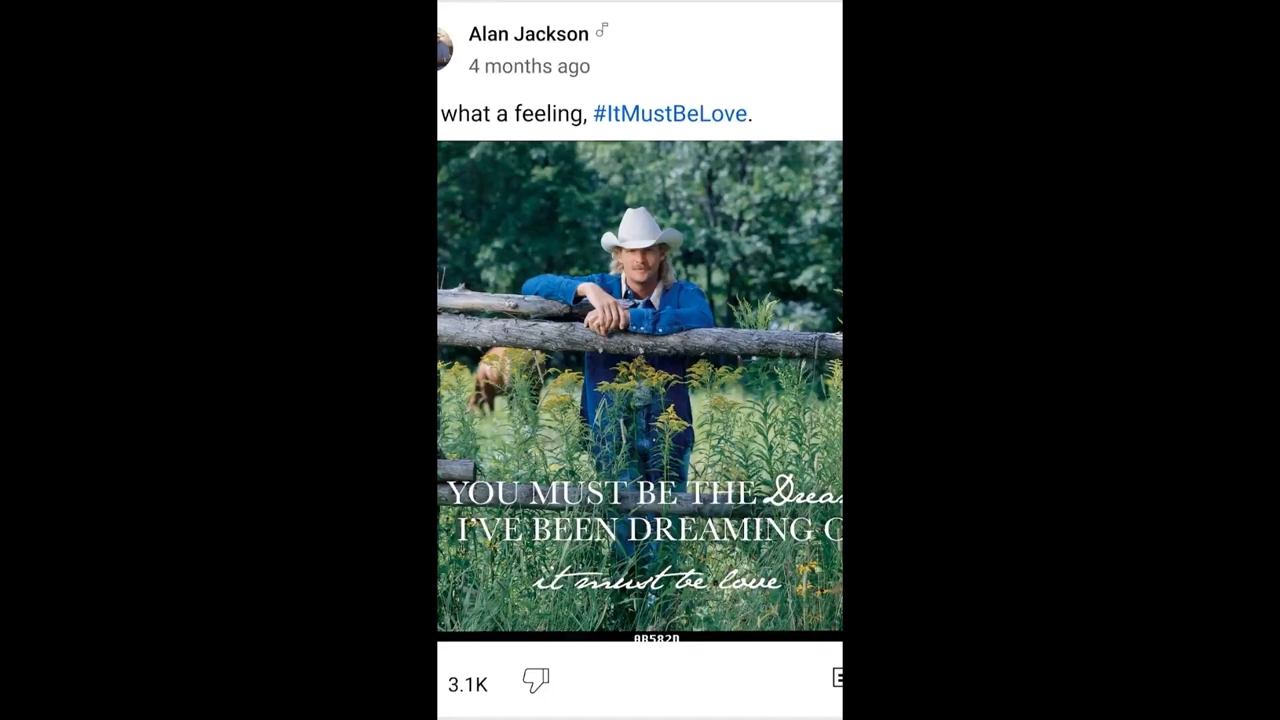 Alan Jackson
4 months ago
what a feeling, #ItMustBeLove.
YOU MUST BE THE
I'VE BEEN DREAMING
it must be love
3.1K